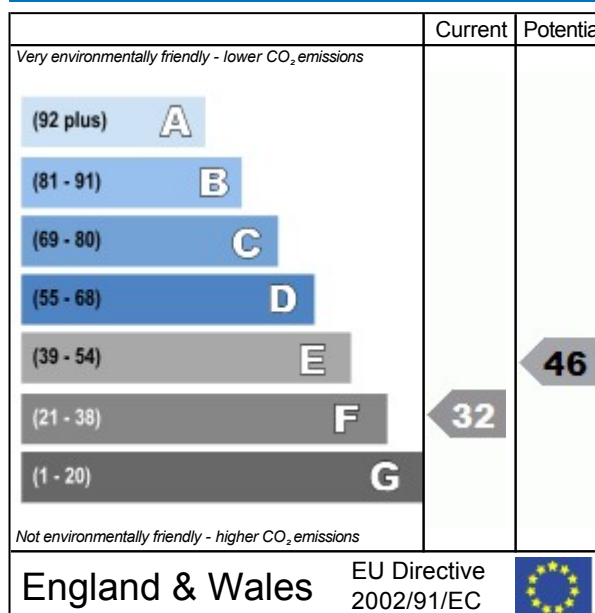 Current Potentia
Very environmentally friendly - lower CO₂ emissions
(92 plus) A
(81 - 91) B
(69 - 80) C
(55 - 68) D
(39 - 54) E 46
(21 - 38) F 32
(1 - 20) G
Not environmentally friendly - higher CO₂ emissions
England & Wales
EU Directive
2002/91/EC